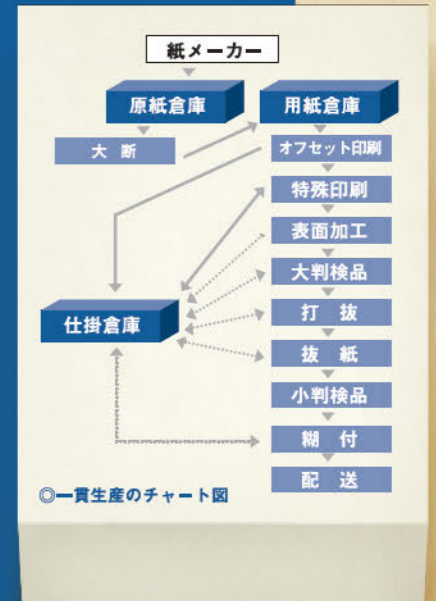 紙メーカー
原紙倉庫
用紙倉庫
大 断
オフセット印刷
特殊印刷
表面加工
大判検品
仕掛倉庫
打 抜
抜 紙
小判検品
糊 付
配 送
◎一貫生産のチャート図